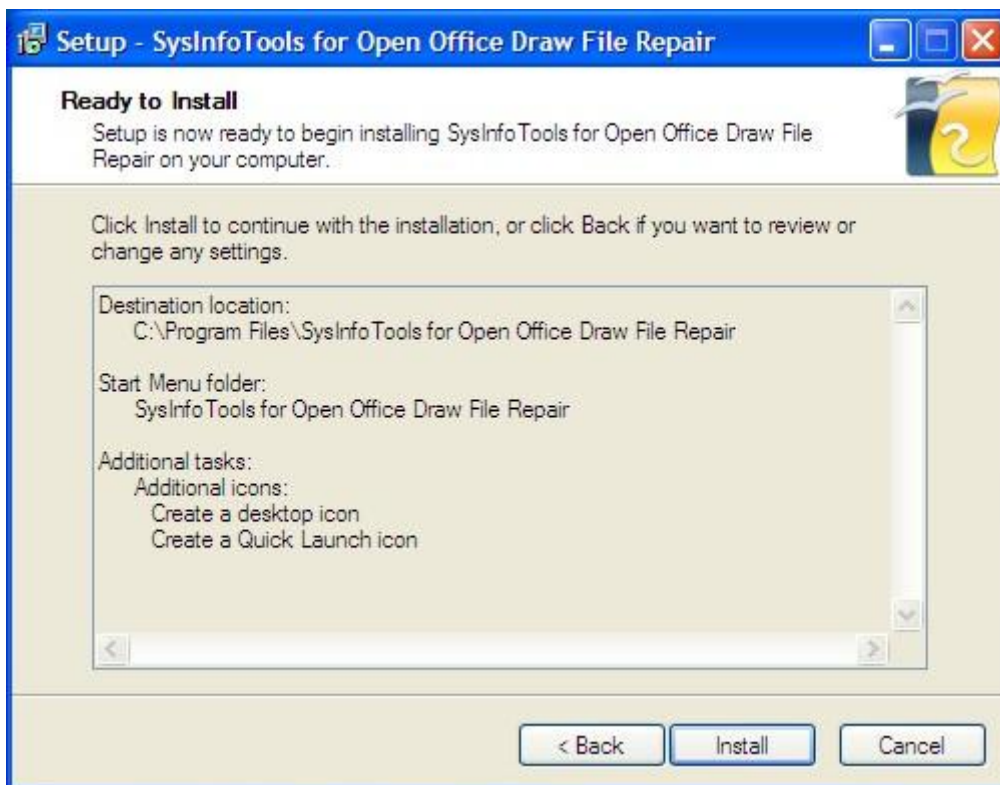 Setup - SysInfoTools for Open Office Draw File Repair
Ready to Install
Setup is now ready to begin installing SysInfoTools for Open Office Draw File
Repair on your computer.
Click Install to continue with the installation, or click Back if you want to review or
change any settings.
Destination location:
C:\Program Files\SysInfoTools for Open Office Draw File Repair
Start Menu folder:
SysInfoTools for Open Office Draw File Repair
Additional tasks:
Additional icons:
Create a desktop icon
Create a Quick Launch icon
< Back Install Cancel